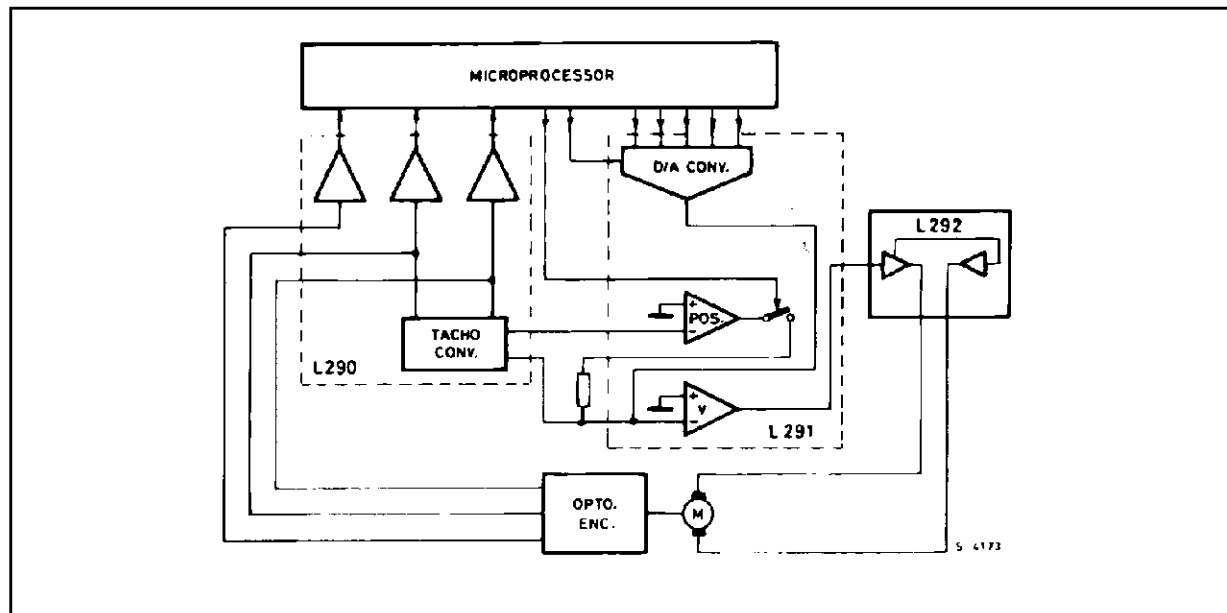 MICROPROCESSOR
D/A CONV.
L292
+
POS.
-
TACHO
CONV.
L290
+
V
-
L291
OPTO.
ENC.
M
S 4173